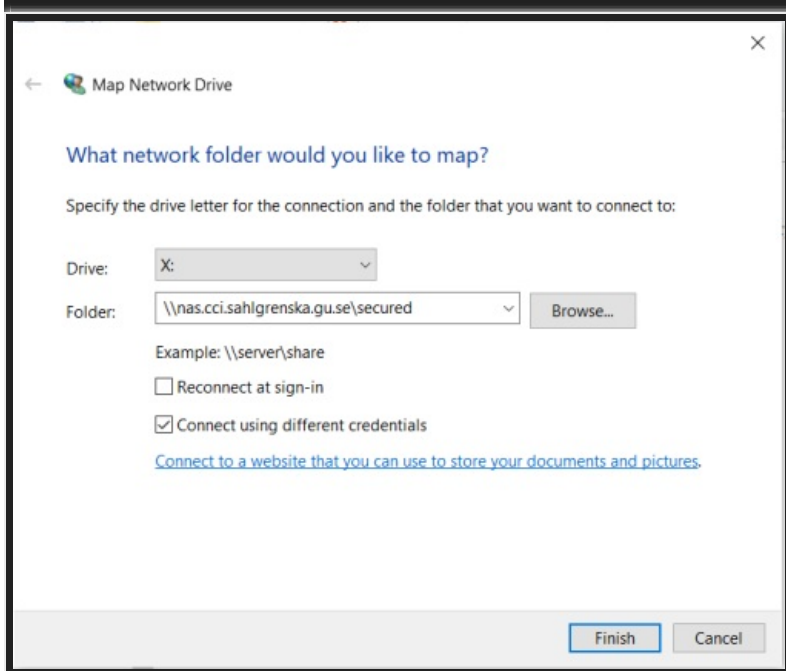 Map Network Drive
What network folder would you like to map?
Specify the drive letter for the connection and the folder that you want to connect to:
Drive: X:
Folder: \\nas.cci.sahlgrenska.gu.se\secured Browse...
Example: \\server\share
Reconnect at sign-in
Connect using different credentials
Connect to a website that you can use to store your documents and pictures.
Finish Cancel